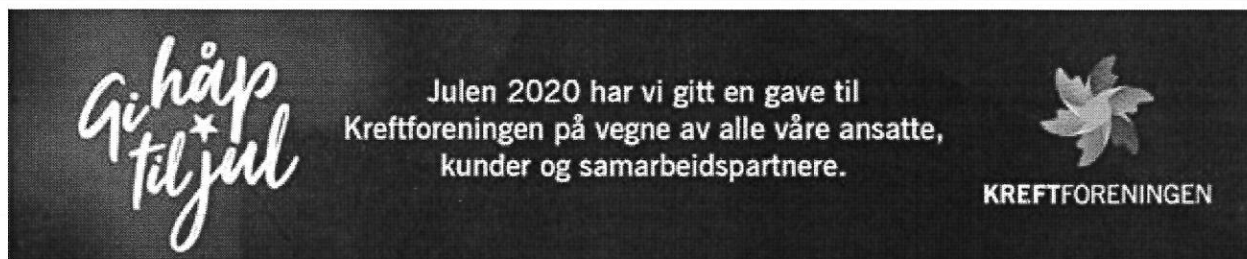 Gi håp
til jul
Julen 2020 har vi gitt en gave til
Kreftforeningen på vegne av alle våre ansatte,
kunder og samarbeidspartnere.
KREFTFORENINGEN